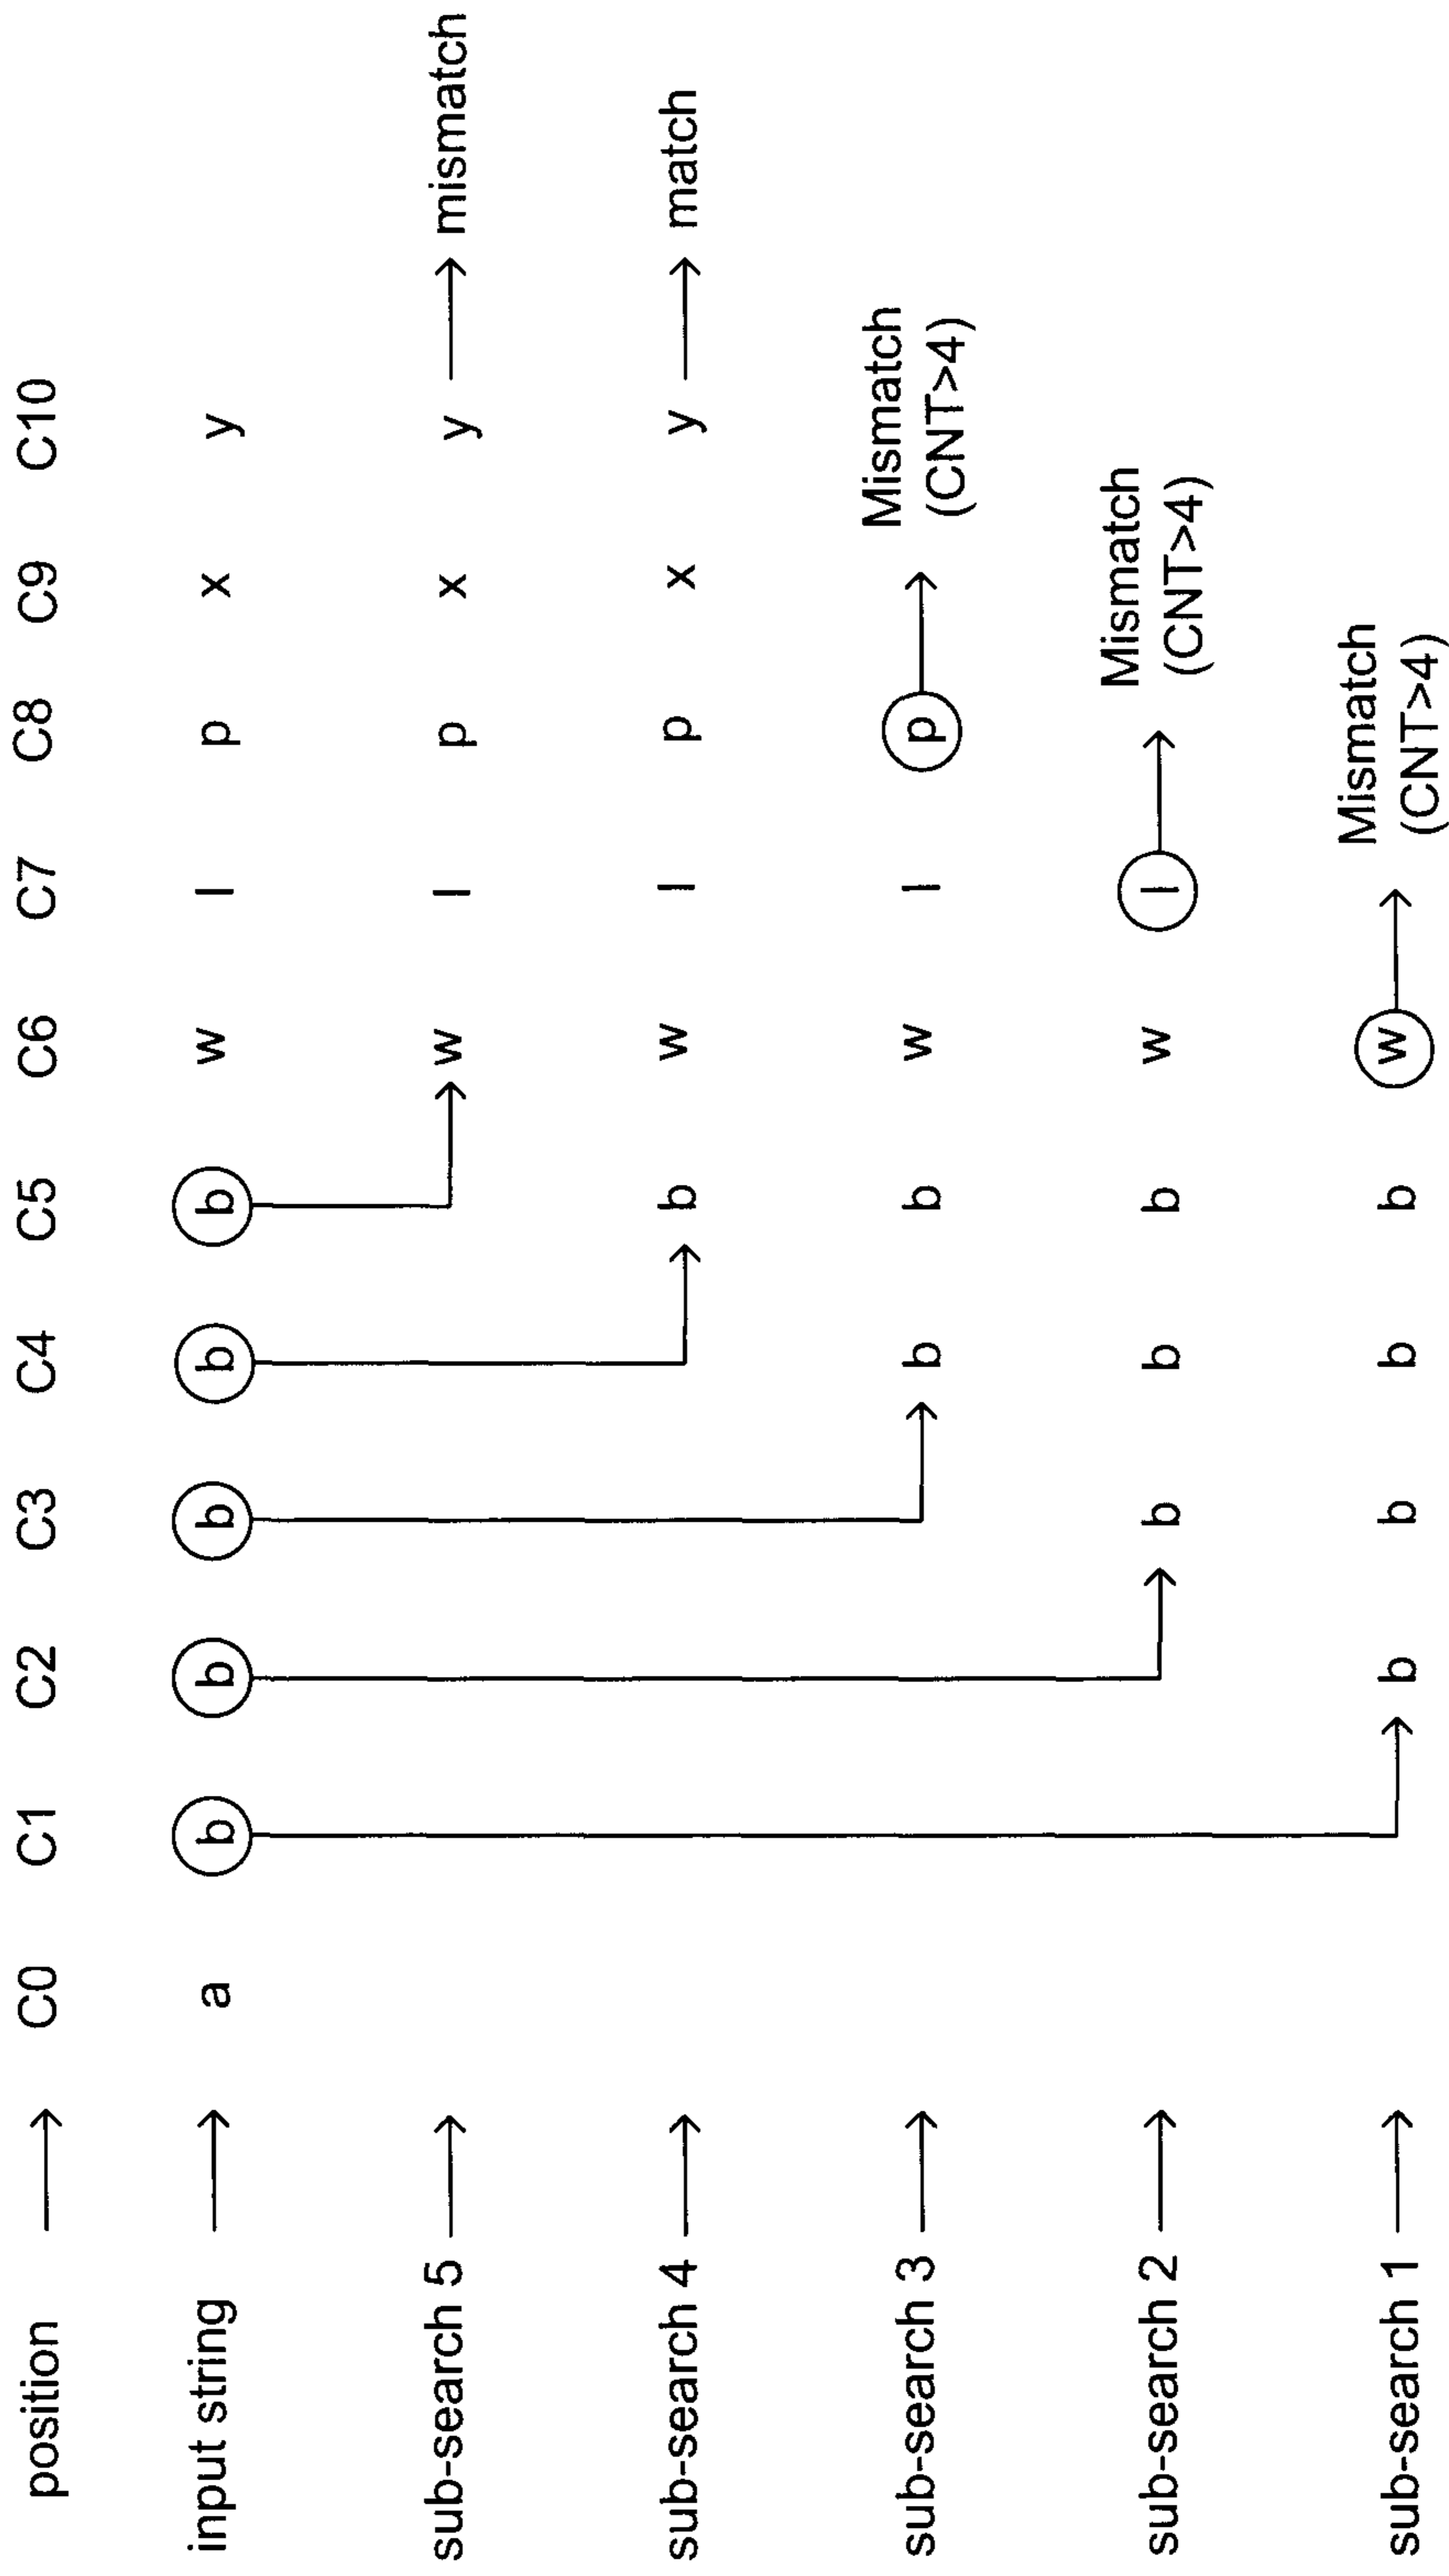 position C0 C1 C2 C3 C4 C5 C6 C7 C8 C9 C10
input string a b b b b b w l p x y
sub-search 5 w l p x y mismatch
sub-search 4 b w l p x y match
sub-search 3 b b w l p Mismatch
(CNT>4)
sub-search 2 b b b w l Mismatch
(CNT>4)
sub-search 1 b b b b w Mismatch
(CNT>4)